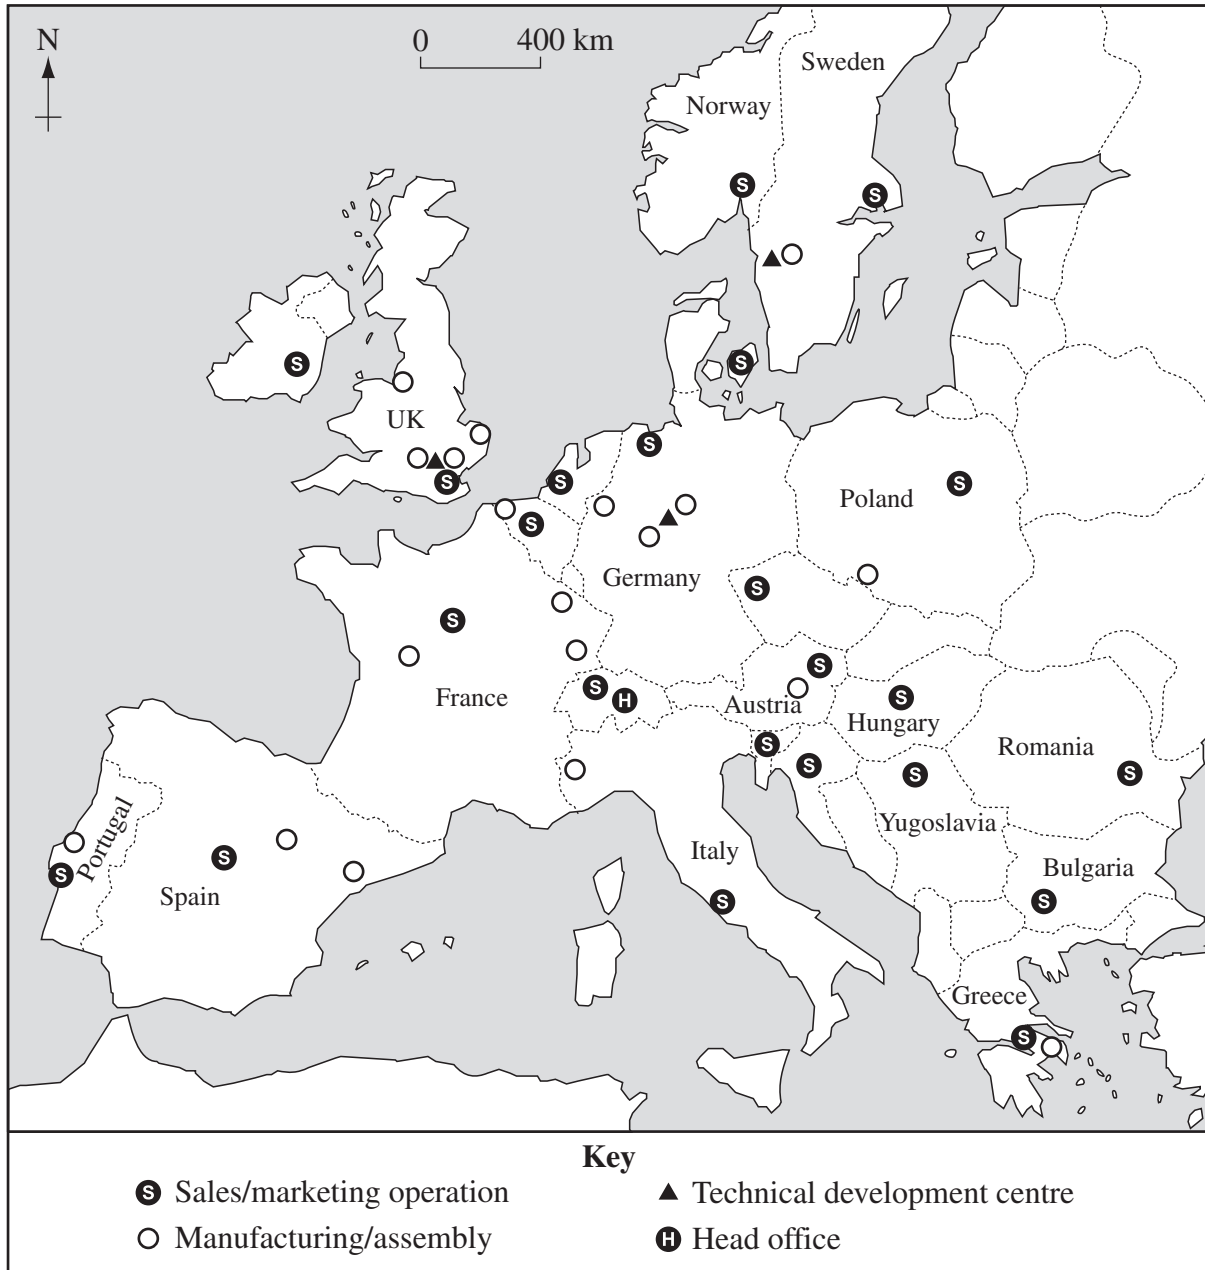 N
0 400 km
Sweden
Norway
S
S
S
S
UK
S
S
S
Poland
S
S
Germany
S
S
S
France
S
H
Austria
S
Hungary
Romania
S
S
S
S
Yugoslavia
Portugal
S
Spain
S
Italy
Bulgaria
S
S
Greece
S
Key
S Sales/marketing operation
Technical development centre
Manufacturing/assembly
H Head office